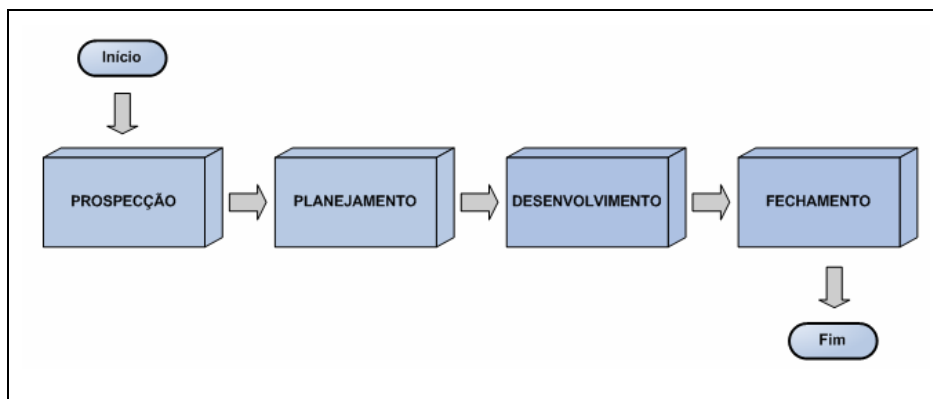 Início
PROSPECÇÃO
PLANEJAMENTO
DESENVOLVIMENTO
FECHAMENTO
Fim